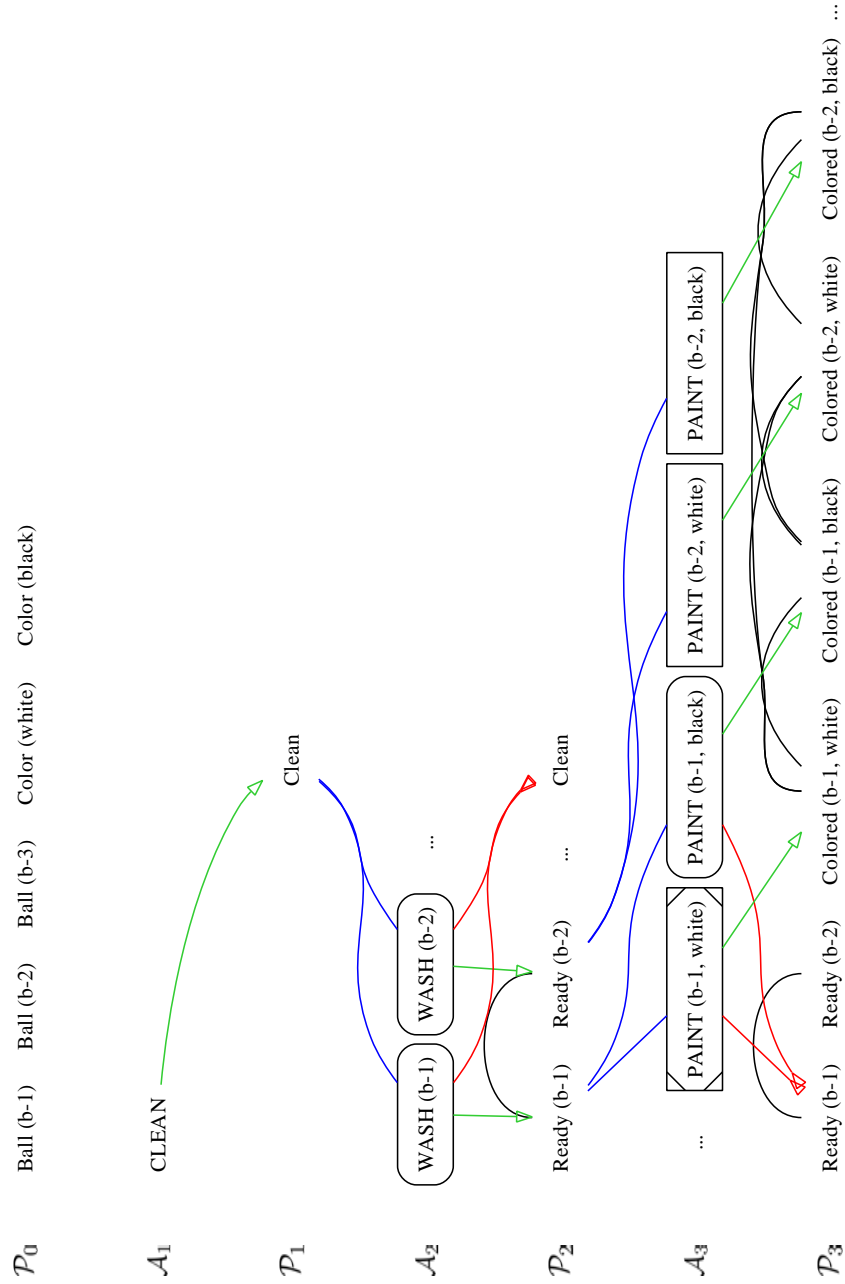 𝒫₀ Ball (b-1) Ball (b-2) Ball (b-3) Color (white) Color (black)
𝒜₁ CLEAN
𝒫₁ Clean
𝒜₂ WASH (b-1) WASH (b-2) ...
𝒫₂ Ready (b-1) Ready (b-2) ... Clean
𝒜₃ ... PAINT (b-1, white) PAINT (b-1, black) PAINT (b-2, white) PAINT (b-2, black)
𝒫₃ Ready (b-1) Ready (b-2) Colored (b-1, white) Colored (b-1, black) Colored (b-2, white) Colored (b-2, black) ...